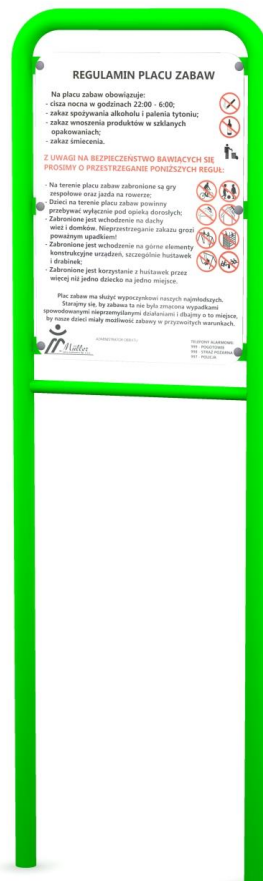 REGULAMIN PLACU ZABAW
Na placu zabaw obowiązuje:
- cisza nocna w godzinach 22:00 - 6:00;
- zakaz spożywania alkoholu i palenia tytoniu;
- zakaz wnoszenia produktów w szklanych
opakowaniach;
- zakaz śmiecenia.
Z UWAGI NA BEZPIECZEŃSTWO BAWIĄCYCH SIĘ
PROSIMY O PRZESTRZEGANIE PONIŻSZYCH REGUŁ:
- Na terenie placu zabaw zabronione są gry
zespołowe oraz jazda na rowerze;
- Dzieci na terenie placu zabaw powinny
przebywać wyłącznie pod opieka dorosłych;
- Zabronione jest wchodzenie na dachy
wież i domków. Nieprzestrzeganie zakazu grozi
poważnym upadkiem!
- Zabronione jest wchodzenie na górne elementy
konstrukcyjne urządzeń, szczególnie huśtawek
i drabinek;
- Zabronione jest korzystanie z huśtawek przez
więcej niż jedno dziecko na jedno miejsce.
Plac zabaw ma służyć wypoczynkowi naszych najmłodszych.
Starajmy się, by zabawa ta nie była zmącona wypadkami
spowodowanymi nieprzemyślanymi działaniami i dbajmy o to miejsce,
by nasze dzieci miały możliwość zabawy w przyzwoitych warunkach.
Müller
TELEFONY ALARMOWE
999 - POGOTOWIE
998 - STRAŻ POŻARNA
997 - POLICJA